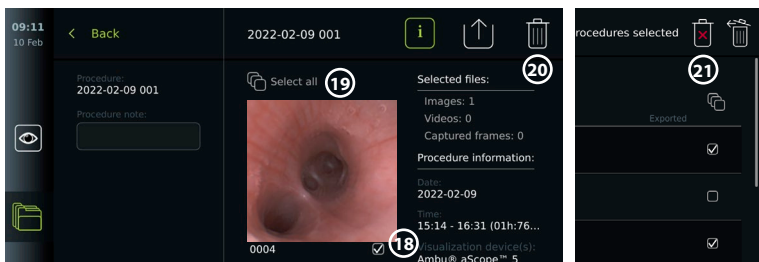 09:11
10 Feb
Back
2022-02-09 001
i
Procedure:
2022-02-09 001
Procedure note:
Select all
19
0004
18
20
Selected files:
Images: 1
Videos: 0
Captured frames: 0
Procedure information:
Date:
2022-02-09
Time:
15:14 - 16:31 (01h:76...
Visualization device(s):
Ambu® aScope™ 5
rocedures selected
21
Exported